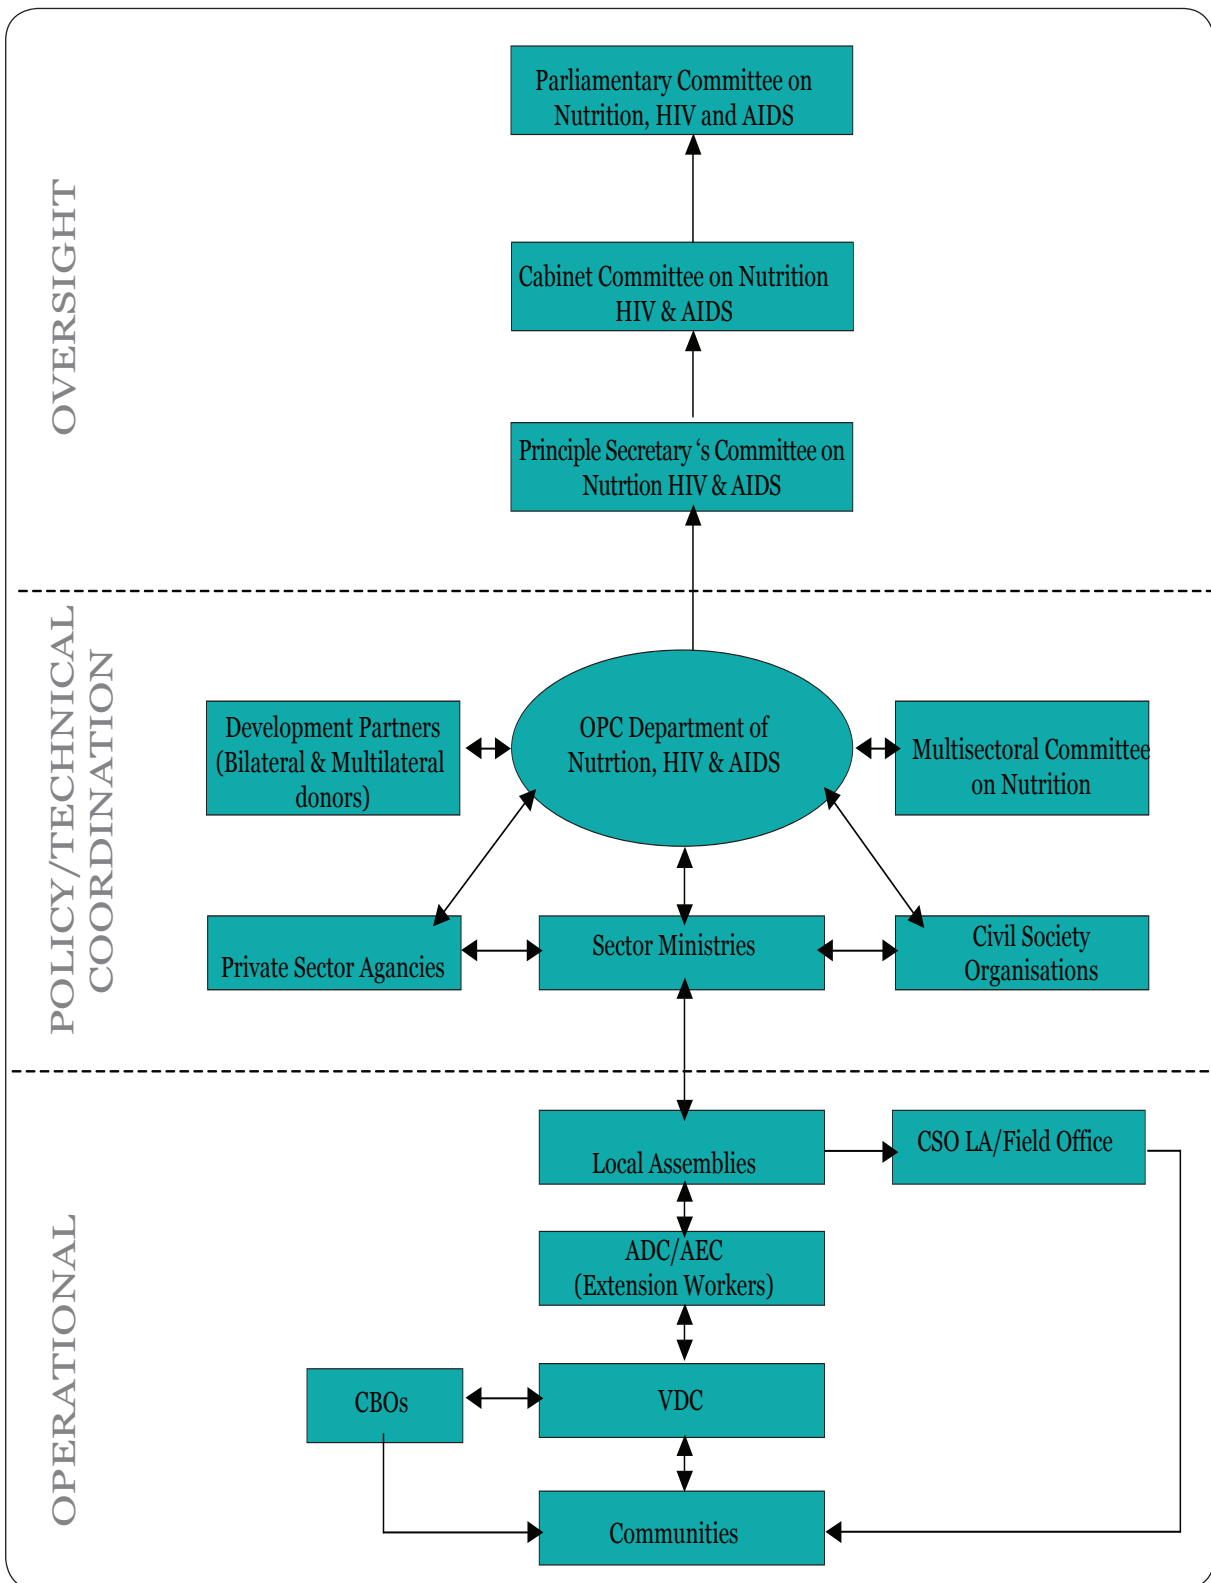 OVERSIGHT
Parliamentary Committee on
Nutrition, HIV and AIDS
Cabinet Committee on Nutrition
HIV & AIDS
Principle Secretary ‘s Committee on
Nutrtion HIV & AIDS
POLICY/TECHNICAL
COORDINATION
Development Partners
(Bilateral & Multilateral
donors)
OPC Department of
Nutrtion, HIV & AIDS
Multisectoral Committee
on Nutrition
Private Sector Agancies
Sector Ministries
Civil Society
Organisations
OPERATIONAL
Local Assemblies
CSO LA/Field Office
ADC/AEC
(Extension Workers)
CBOs
VDC
Communities